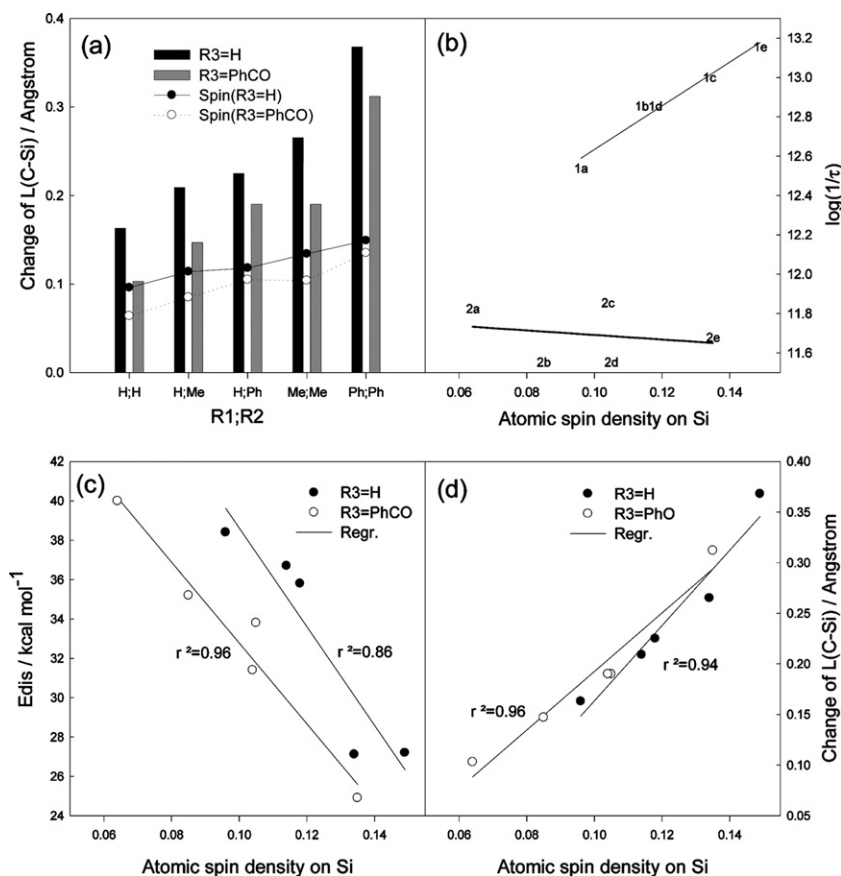 (a)
R3=H
R3=PhCO
Spin(R3=H)
Spin(R3=PhCO)
Change of L(C-Si) / Angstrom
0.4
0.3
0.2
0.1
0.0
H;H H;Me H;Ph Me;Me Ph;Ph
R1;R2
(b)
1e
1c
1b1d
1a
2a
2c
2e
2b
2d
13.2
13.0
12.8
12.6
12.4
12.2
12.0
11.8
11.6
log(1/τ)
0.06 0.08 0.10 0.12 0.14
Atomic spin density on Si
(c)
R3=H
R3=PhCO
Regr.
r ²=0.96
r ²=0.86
Edis / kcal mol⁻¹
42
40
38
36
34
32
30
28
26
24
0.06 0.08 0.10 0.12 0.14
Atomic spin density on Si
(d)
R3=H
R3=PhO
Regr.
r ²=0.96
r ²=0.94
0.40
0.35
0.30
0.25
0.20
0.15
0.10
0.05
Change of L(C-Si) / Angstrom
0.06 0.08 0.10 0.12 0.14
Atomic spin density on Si